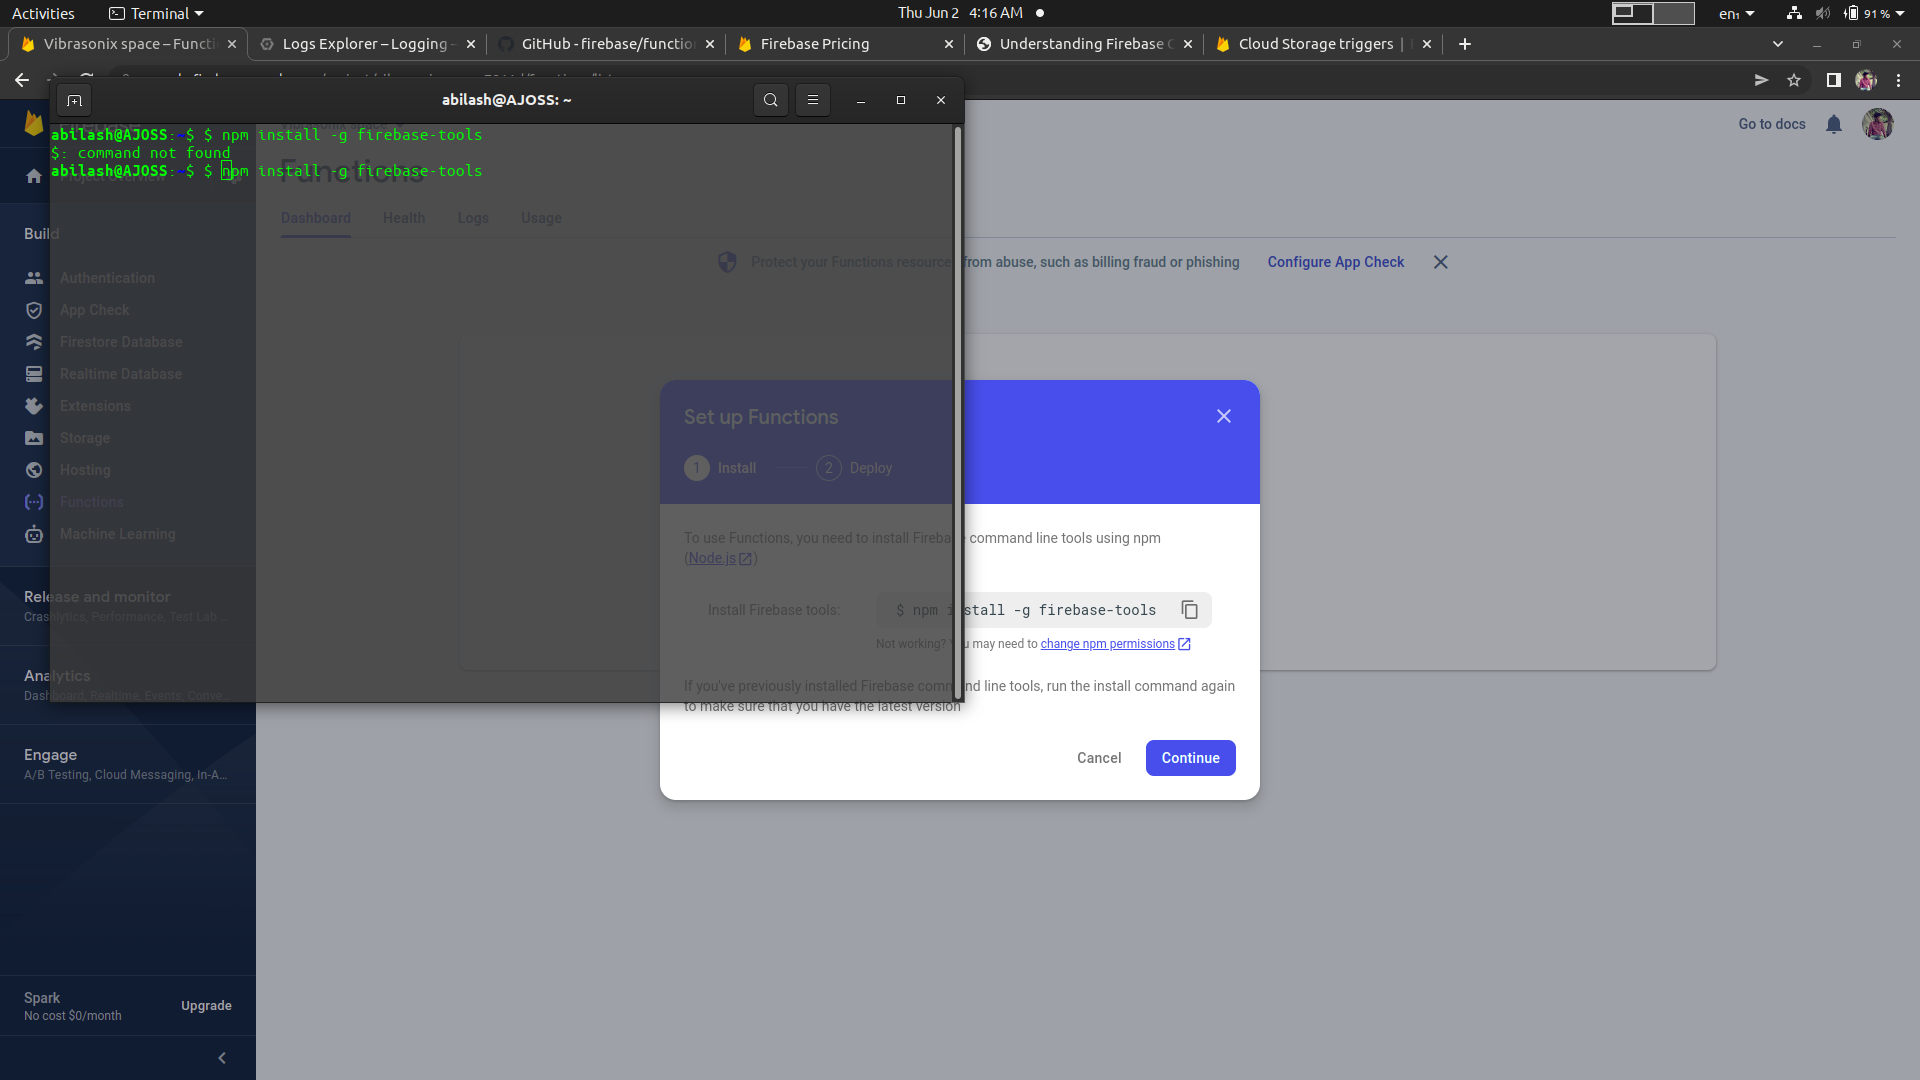 Activities
Terminal
Thu Jun 2 4:16 AM
en₁
91 %
Vibrasonix space – Functi
Logs Explorer – Logging –
GitHub - firebase/functio
Firebase Pricing
Understanding Firebase C
Cloud Storage triggers |
abilash@AJOSS: ~
abilash@AJOSS:~$ $ npm install -g firebase-tools
$: command not found
abilash@AJOSS:~$ $ npm install -g firebase-tools
Go to docs
Project Overview
Functions
Dashboard
Health
Logs
Usage
Protect your Functions resources from abuse, such as billing fraud or phishing
Configure App Check
Build
Authentication
App Check
Firestore Database
Realtime Database
Extensions
Storage
Hosting
Functions
Machine Learning
Release and monitor
Crashlytics, Performance, Test Lab ...
Analytics
Dashboard, Realtime, Events, Conve...
Engage
A/B Testing, Cloud Messaging, In-A...
Spark
No cost $0/month
Upgrade
Set up Functions
1 Install
2 Deploy
To use Functions, you need to install Firebase command line tools using npm
(Node.js)
Install Firebase tools:
$ npm install -g firebase-tools
Not working? You may need to change npm permissions
If you've previously installed Firebase command line tools, run the install command again
to make sure that you have the latest version
Cancel
Continue